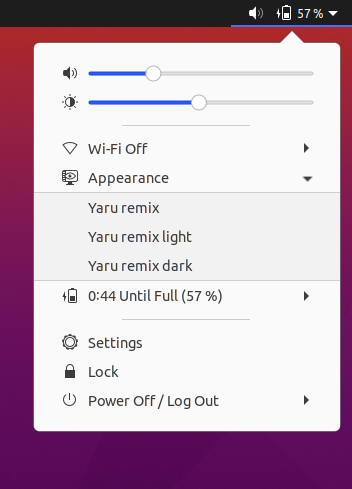 57 %
Wi-Fi Off
Appearance
Yaru remix
Yaru remix light
Yaru remix dark
0:44 Until Full (57 %)
Settings
Lock
Power Off / Log Out